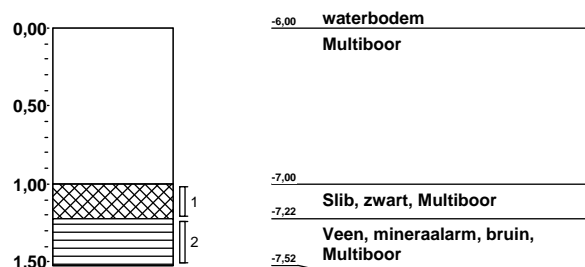 waterbodem
0,00
-6,00
Multiboor
0,50
1,00
-7,00
1
Slib, zwart, Multiboor
-7,22
2
Veen, mineraalarm, bruin,
Multiboor
1,50
-7,52